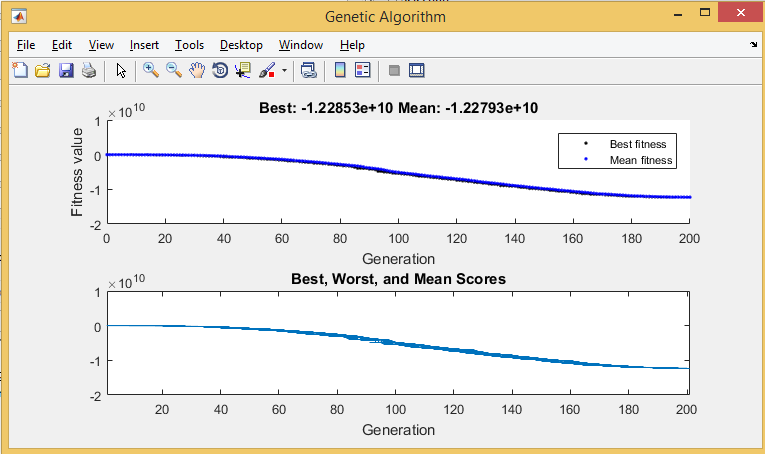 Genetic Algorithm
File Edit View Insert Tools Desktop Window Help
Best: -1.22853e+10 Mean: -1.22793e+10
×10^10
1
0
-1
-2
Fitness value
Best fitness
Mean fitness
0 20 40 60 80 100 120 140 160 180 200
Generation
Best, Worst, and Mean Scores
×10^10
1
0
-1
-2
20 40 60 80 100 120 140 160 180 200
Generation